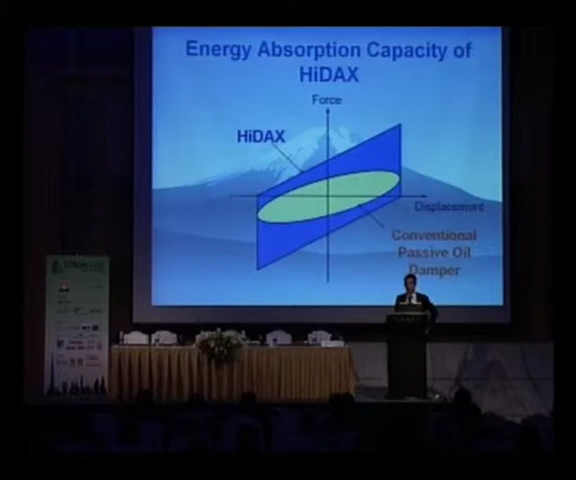 Energy Absorption Capacity of
HiDAX
Force
HiDAX
Displacement
Conventional
Passive Oil
Damper